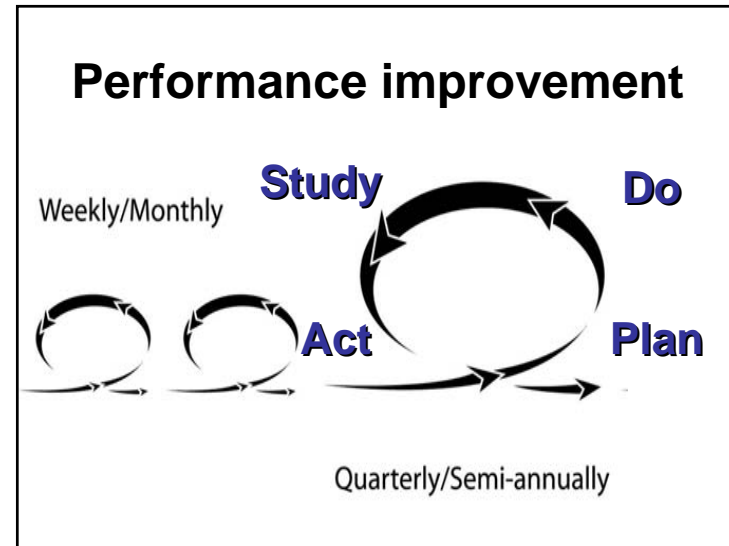 Performance improvement
Study Do
Weekly/Monthly
Act Plan
Quarterly/Semi-annually